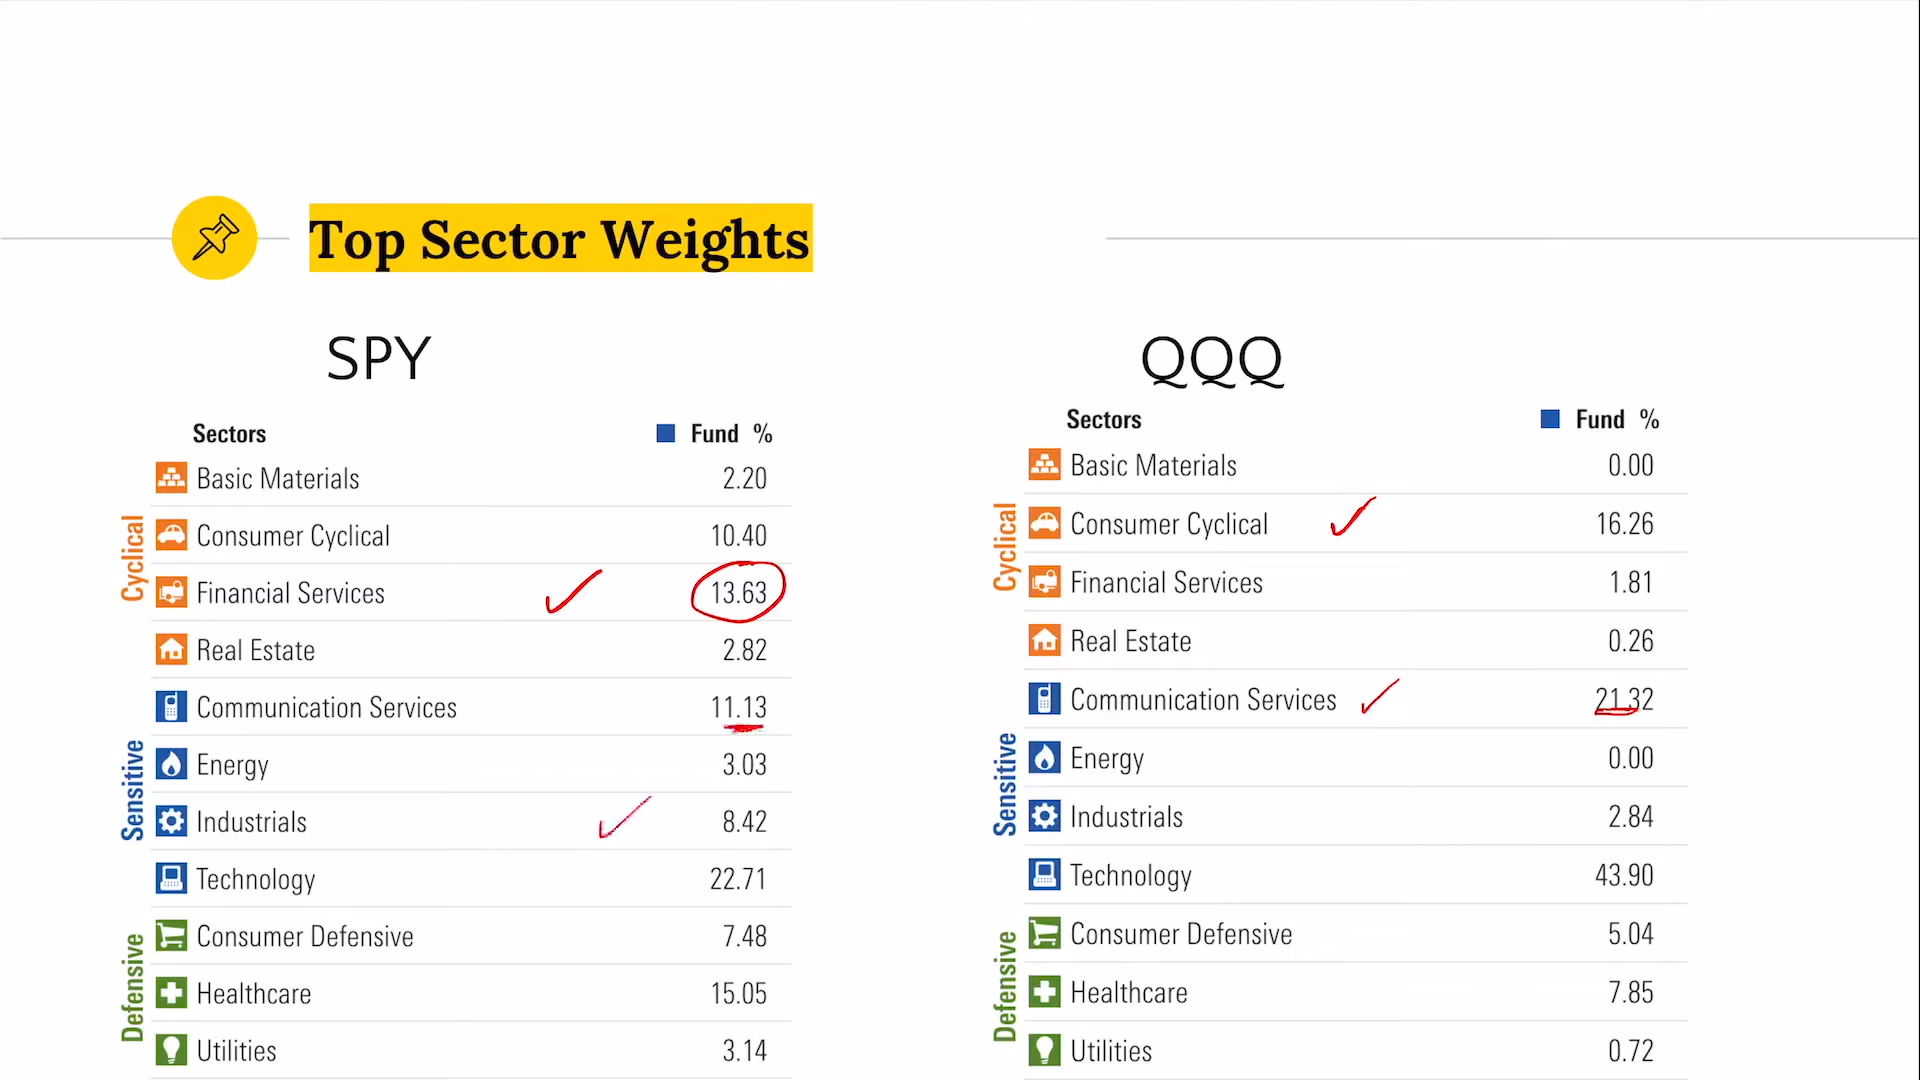 Top Sector Weights
SPY
Sectors Fund %
Cyclical
Basic Materials 2.20
Consumer Cyclical 10.40
Financial Services 13.63
Real Estate 2.82
Sensitive
Communication Services 11.13
Energy 3.03
Industrials 8.42
Technology 22.71
Defensive
Consumer Defensive 7.48
Healthcare 15.05
Utilities 3.14
QQQ
Sectors Fund %
Cyclical
Basic Materials 0.00
Consumer Cyclical 16.26
Financial Services 1.81
Real Estate 0.26
Sensitive
Communication Services 21.32
Energy 0.00
Industrials 2.84
Technology 43.90
Defensive
Consumer Defensive 5.04
Healthcare 7.85
Utilities 0.72